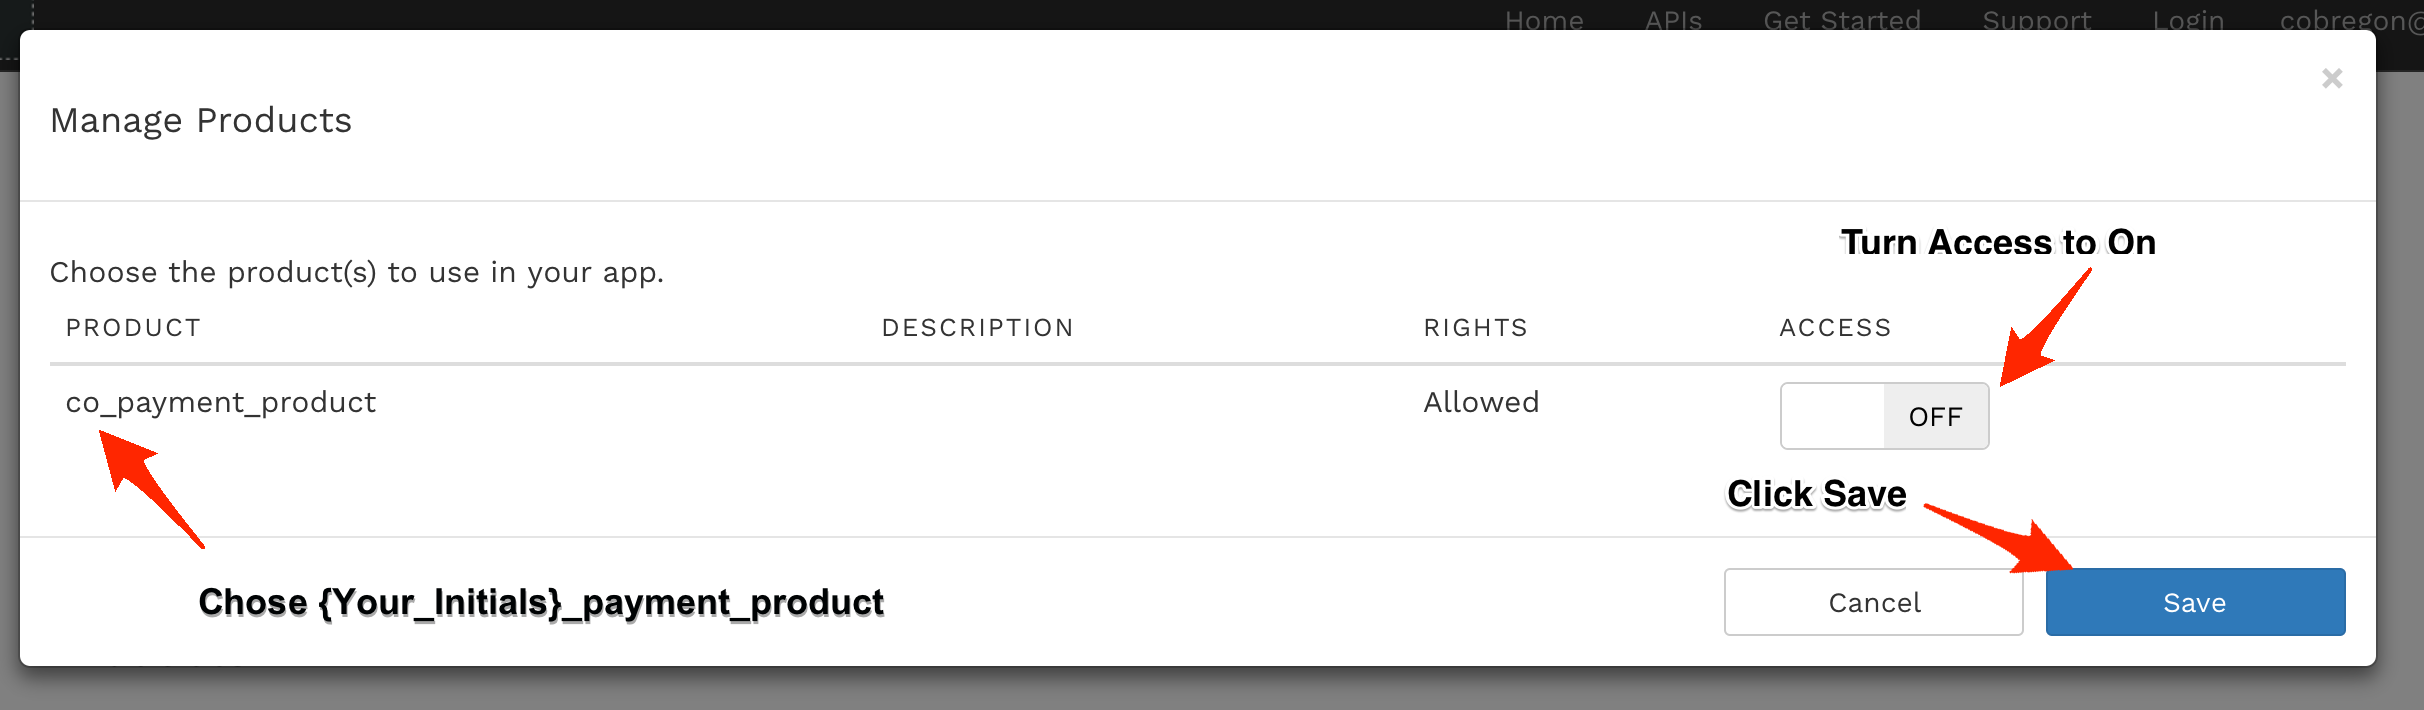 Home APIs Get Started Support Login cobregon@
×
Manage Products
Turn Access to On
Choose the product(s) to use in your app.
PRODUCT DESCRIPTION RIGHTS ACCESS
co_payment_product Allowed OFF
Click Save
Chose {Your_Initials}_payment_product
Cancel Save